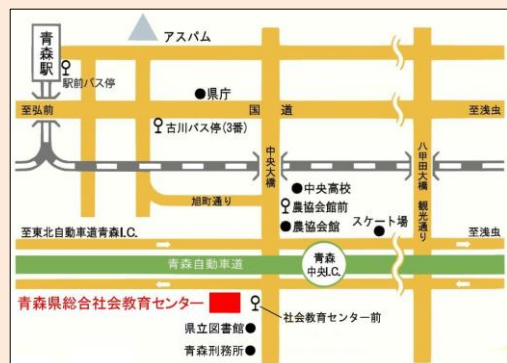 アスパム
青森駅
駅前バス停
県庁
至弘前
国道
至浅虫
古川バス停(3番)
中央大橋
八甲田大橋 観光通り
中央高校
旭町通り
農協会館前
スケート場
農協会館
至東北自動車道青森I.C.
至浅虫
青森自動車道
青森
中央I.C.
青森県総合社会教育センター
社会教育センター前
県立図書館
青森刑務所